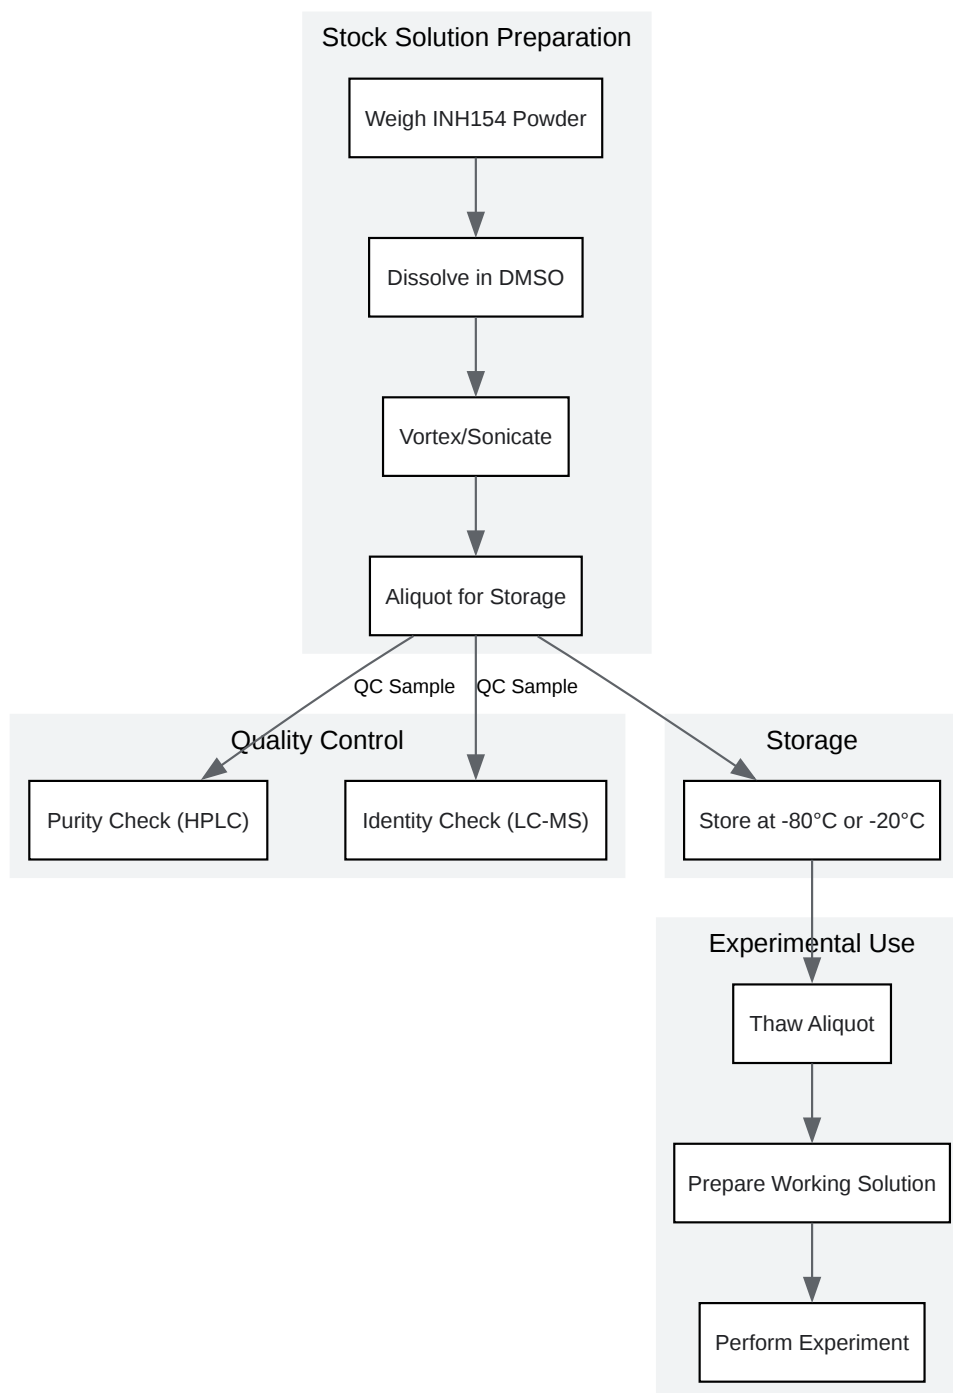 Stock Solution Preparation
Weigh INH154 Powder
Dissolve in DMSO
Vortex/Sonicate
Aliquot for Storage
QC Sample
QC Sample
Quality Control
Storage
Purity Check (HPLC)
Identity Check (LC-MS)
Store at -80°C or -20°C
Experimental Use
Thaw Aliquot
Prepare Working Solution
Perform Experiment